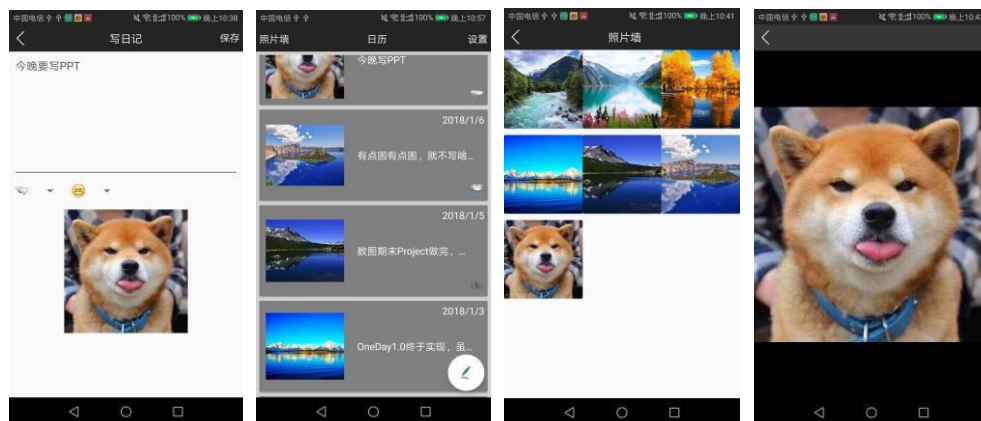 中国电信 100% 晚上10:38
写日记 保存
今晚要写PPT
中国电信 100% 晚上10:57
照片墙 日历 设置
今晚写PPT
2018/1/6
有点困有点困，就不写啥...
2018/1/5
数图期末Project做完，...
2018/1/3
OneDay1.0终于实现，虽...
中国电信 100% 晚上10:41
照片墙
中国电信 100% 晚上10:42